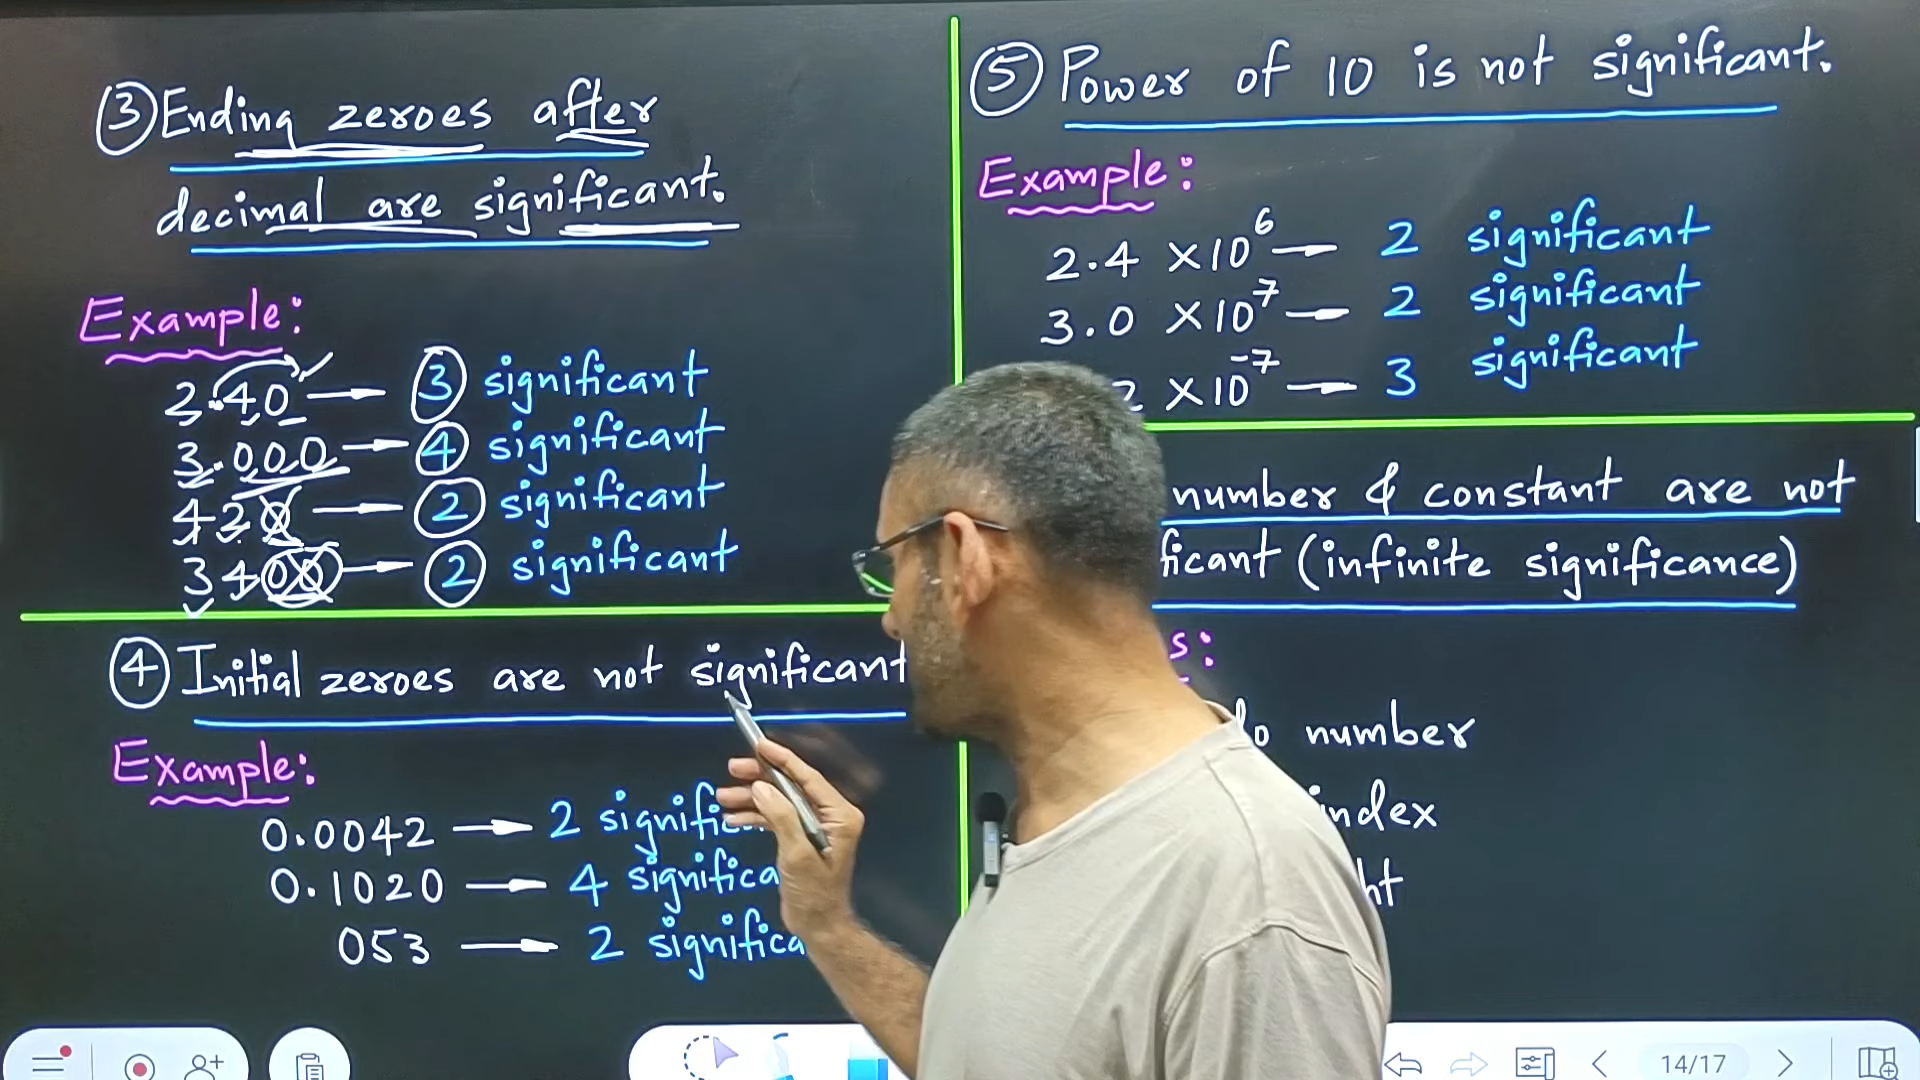 ③ Ending zeroes after
decimal are significant.
Example:
2.40 → 3 significant
3.000 → 4 significant
420 → 2 significant
3400 → 2 significant
④ Initial zeroes are not significant
Example:
0.0042 → 2
0.1020 → 4
053 → 2
⑤ Power of 10 is not significant.
Example:
2.4 ×10⁶ → 2 significant
3.0 ×10⁷ → 2 significant
2 ×10⁻⁷ → 3 significant
number & constant are not
(infinite significance)
number
14/17